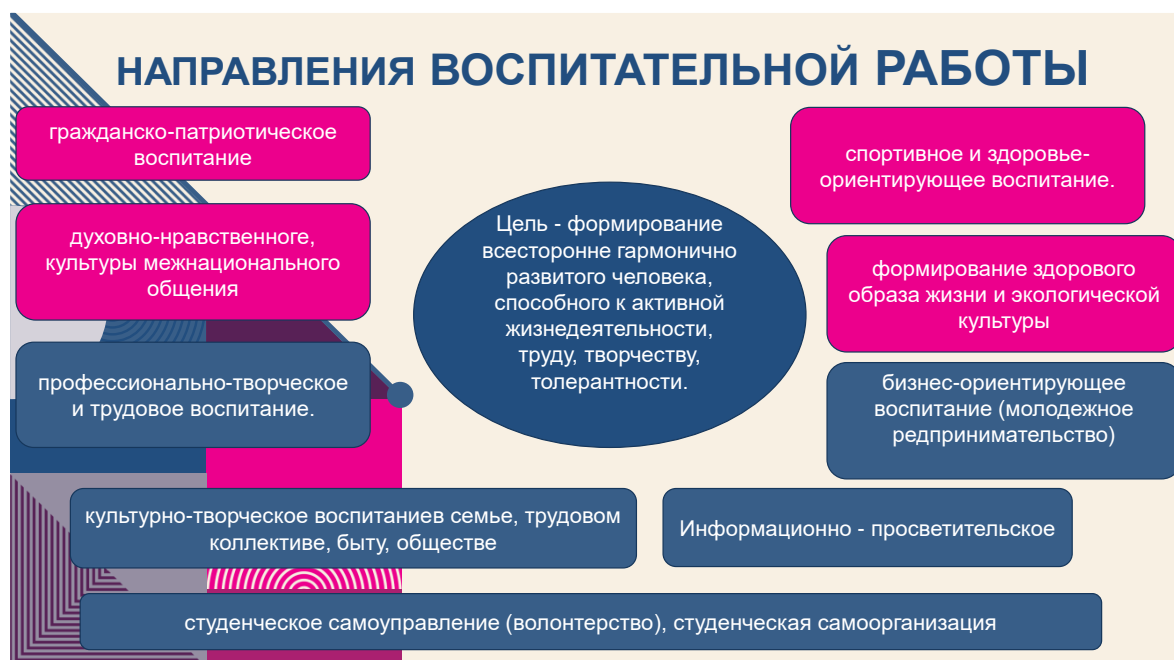 НАПРАВЛЕНИЯ ВОСПИТАТЕЛЬНОЙ РАБОТЫ
гражданско-патриотическое
воспитание
духовно-нравственноге,
культуры межнационального
общения
профессионально-творческое
и трудовое воспитание.
Цель - формирование
всесторонне гармонично
развитого человека,
способного к активной
жизнедеятельности,
труду, творчеству,
толерантности.
спортивное и здоровье-
ориентирующее воспитание.
формирование здорового
образа жизни и экологической
культуры
бизнес-ориентирующее
воспитание (молодежное
редпринимательство)
культурно-творческое воспитаниев семье, трудовом
коллективе, быту, обществе
Информационно - просветительское
студенческое самоуправление (волонтерство), студенческая самоорганизация